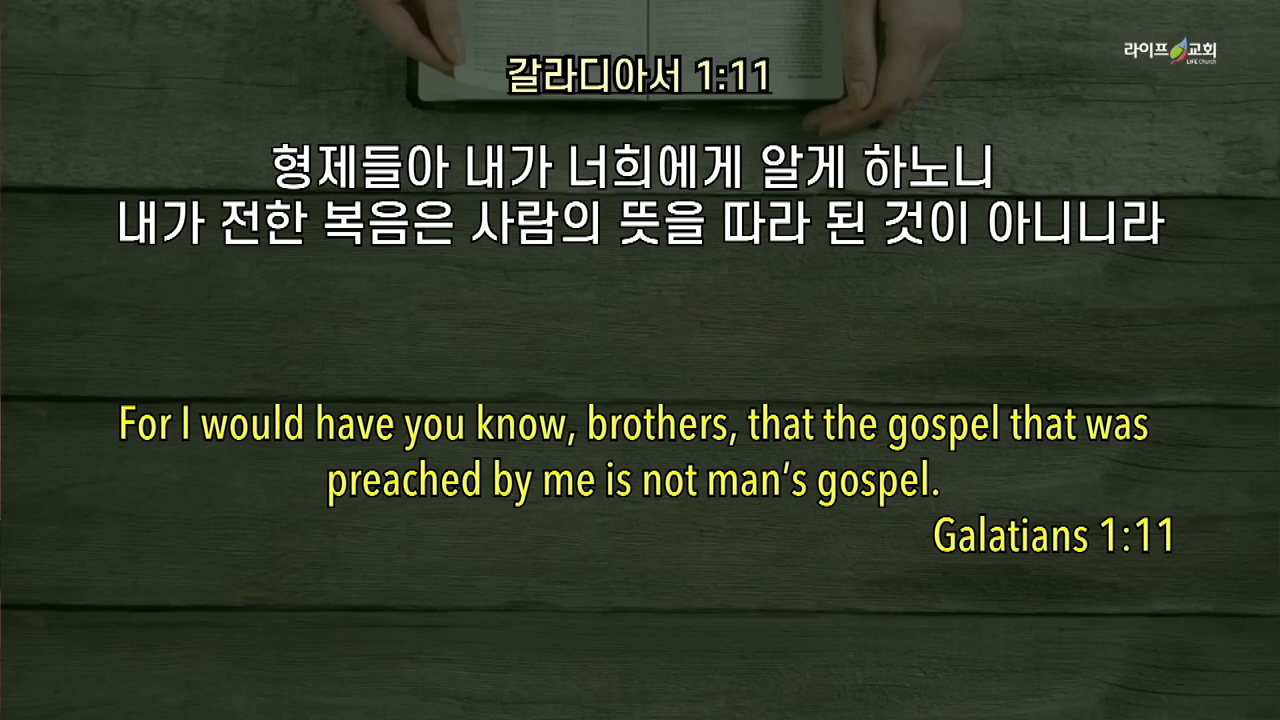 라이프 교회
LIFE Church
갈라디아서 1:11
형제들아 내가 너희에게 알게 하노니
내가 전한 복음은 사람의 뜻을 따라 된 것이 아니니라
For I would have you know, brothers, that the gospel that was
preached by me is not man’s gospel.
Galatians 1:11